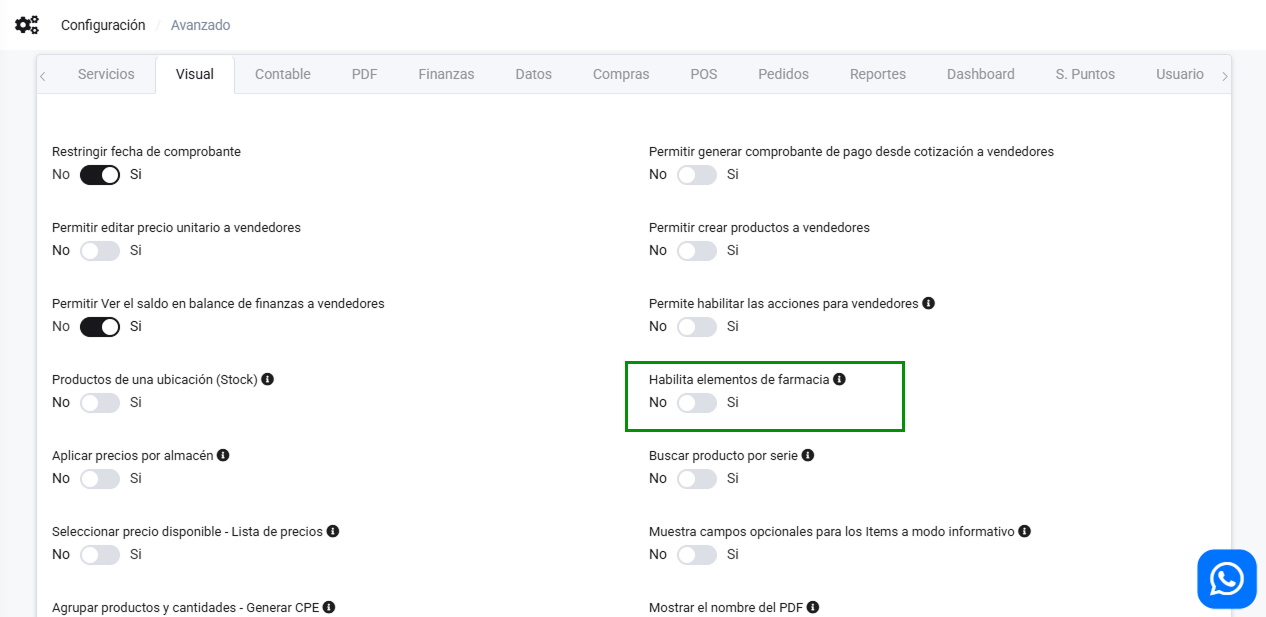 Configuración / Avanzado
Servicios Visual Contable PDF Finanzas Datos Compras POS Pedidos Reportes Dashboard S. Puntos Usuario
Restringir fecha de comprobante
No Si
Permitir generar comprobante de pago desde cotización a vendedores
No Si
Permitir editar precio unitario a vendedores
No Si
Permitir crear productos a vendedores
No Si
Permitir Ver el saldo en balance de finanzas a vendedores
No Si
Permite habilitar las acciones para vendedores
No Si
Productos de una ubicación (Stock)
No Si
Habilita elementos de farmacia
No Si
Aplicar precios por almacén
No Si
Buscar producto por serie
No Si
Seleccionar precio disponible - Lista de precios
No Si
Muestra campos opcionales para los Items a modo informativo
No Si
Agrupar productos y cantidades - Generar CPE
Mostrar el nombre del PDF